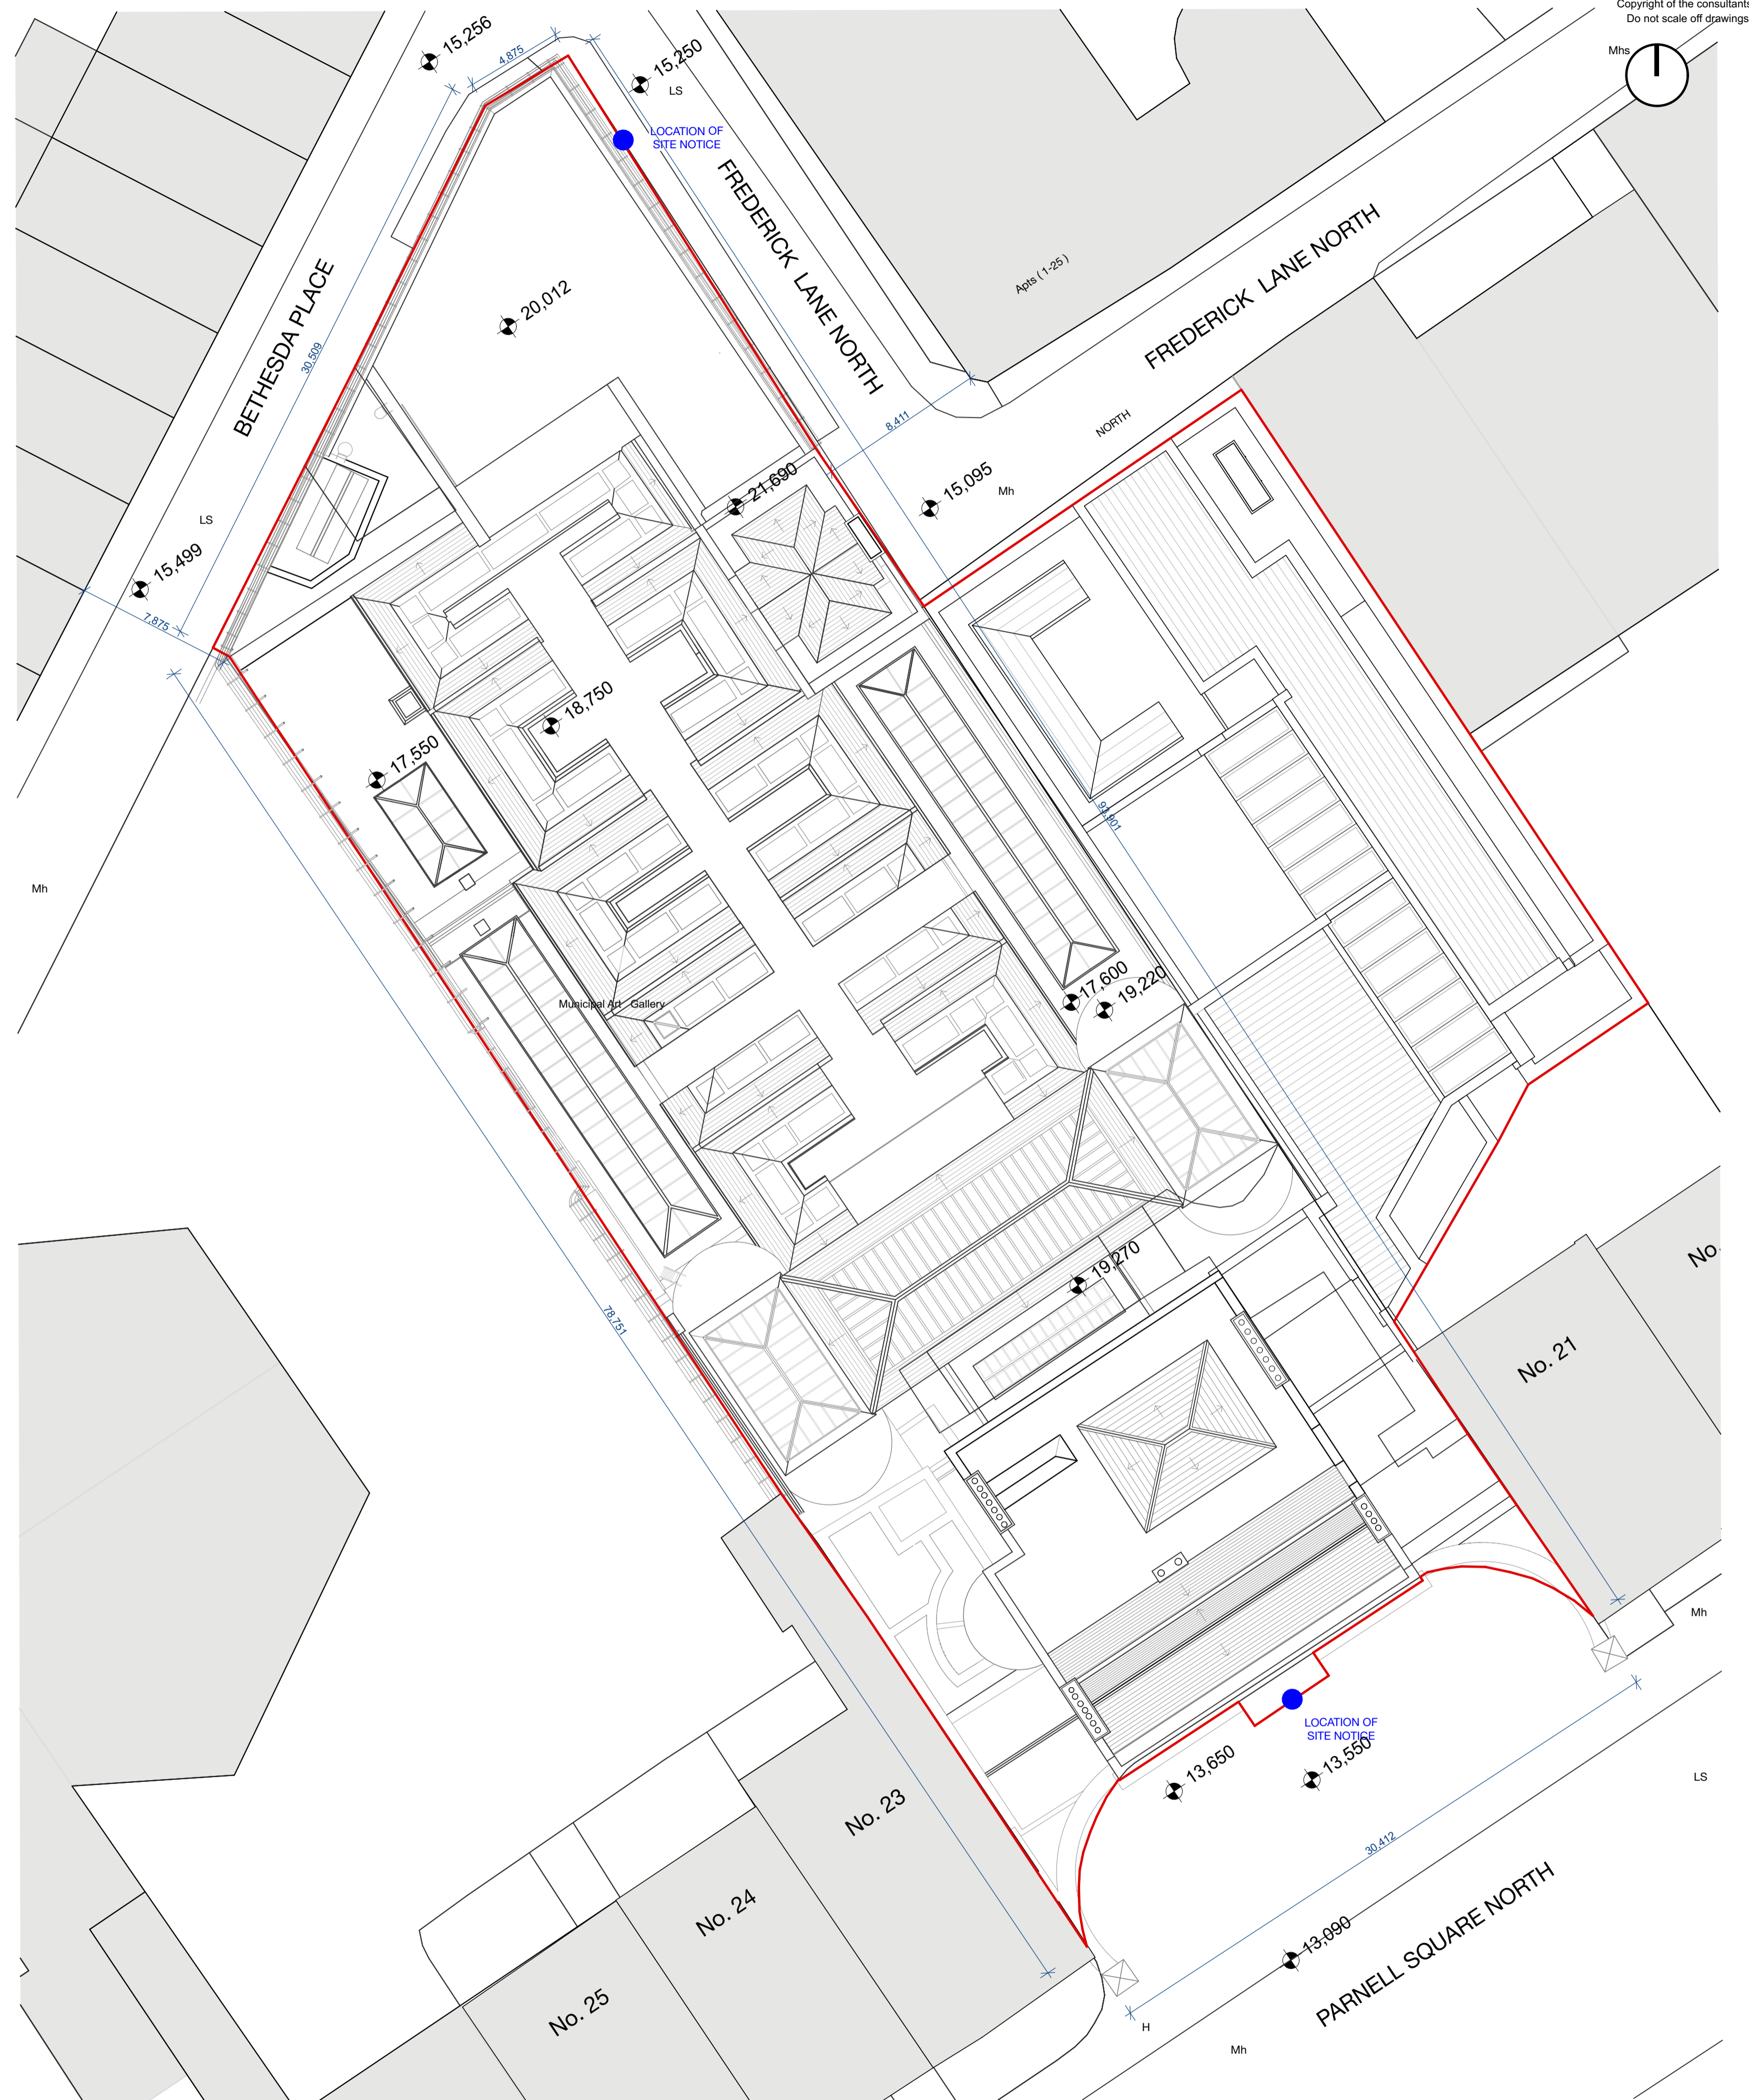 Copyright of the consultants
Do not scale off drawings
Mhs
15,256
4,875
15,250
LS
LOCATION OF
SITE NOTICE
FREDERICK LANE NORTH
Apts ( 1-25 )
FREDERICK LANE NORTH
BETHESDA PLACE
20,012
30,509
8,411
NORTH
21,690
15,095
Mh
LS
15,499
7,875
18,750
17,550
93,901
Mh
Municipal Art Gallery
17,600
19,220
19,270
No.
78,751
No. 21
Mh
LOCATION OF
SITE NOTICE
13,650
13,550
LS
No. 23
30,412
No. 24
13,090
PARNELL SQUARE NORTH
No. 25
H
Mh